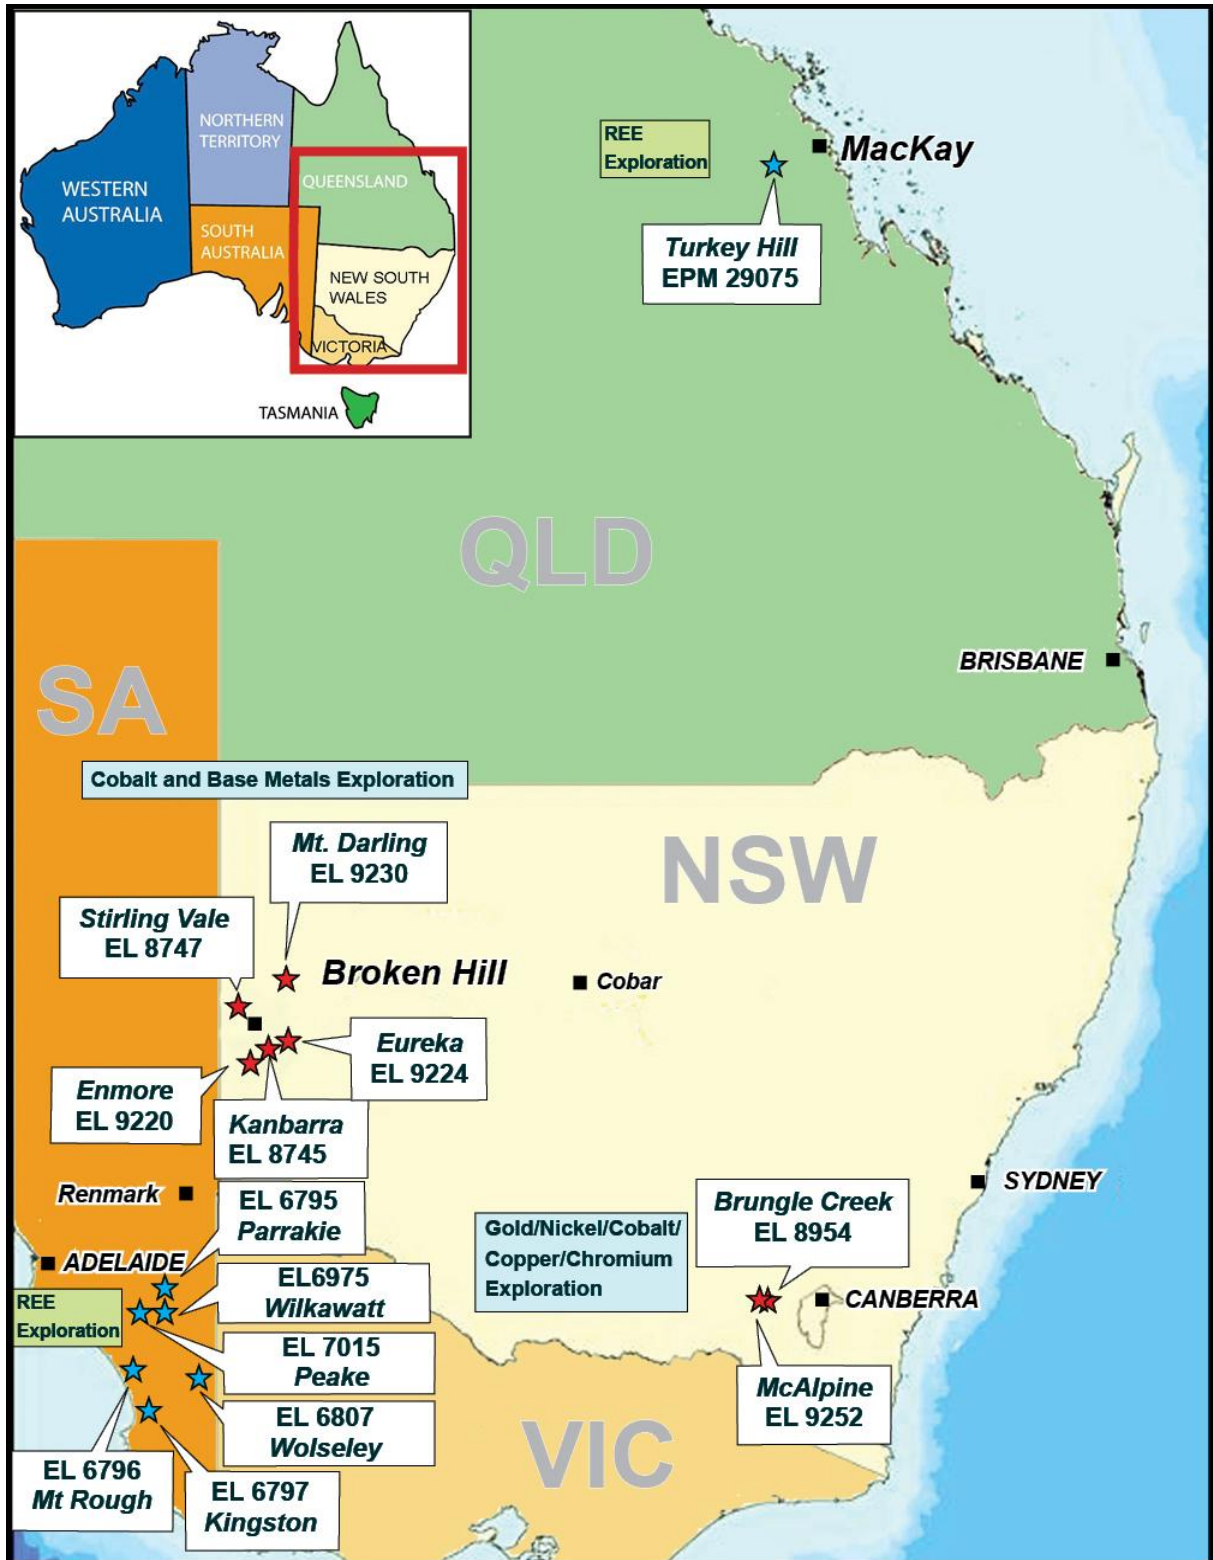 NORTHERN
TERRITORY
WESTERN
AUSTRALIA
QUEENSLAND
SOUTH
AUSTRALIA
NEW SOUTH
WALES
VICTORIA
TASMANIA
REE
Exploration
MacKay
Turkey Hill
EPM 29075
QLD
BRISBANE
SA
Cobalt and Base Metals Exploration
NSW
Mt. Darling
EL 9230
Stirling Vale
EL 8747
Broken Hill
Cobar
Eureka
EL 9224
Enmore
EL 9220
Kanbarra
EL 8745
Renmark
SYDNEY
EL 6795
Parrakie
Brungle Creek
EL 8954
Gold/Nickel/Cobalt/
Copper/Chromium
Exploration
ADELAIDE
EL6975
Wilkawatt
CANBERRA
REE
Exploration
EL 7015
Peake
McAlpine
EL 9252
EL 6807
Wolseley
VIC
EL 6796
Mt Rough
EL 6797
Kingston